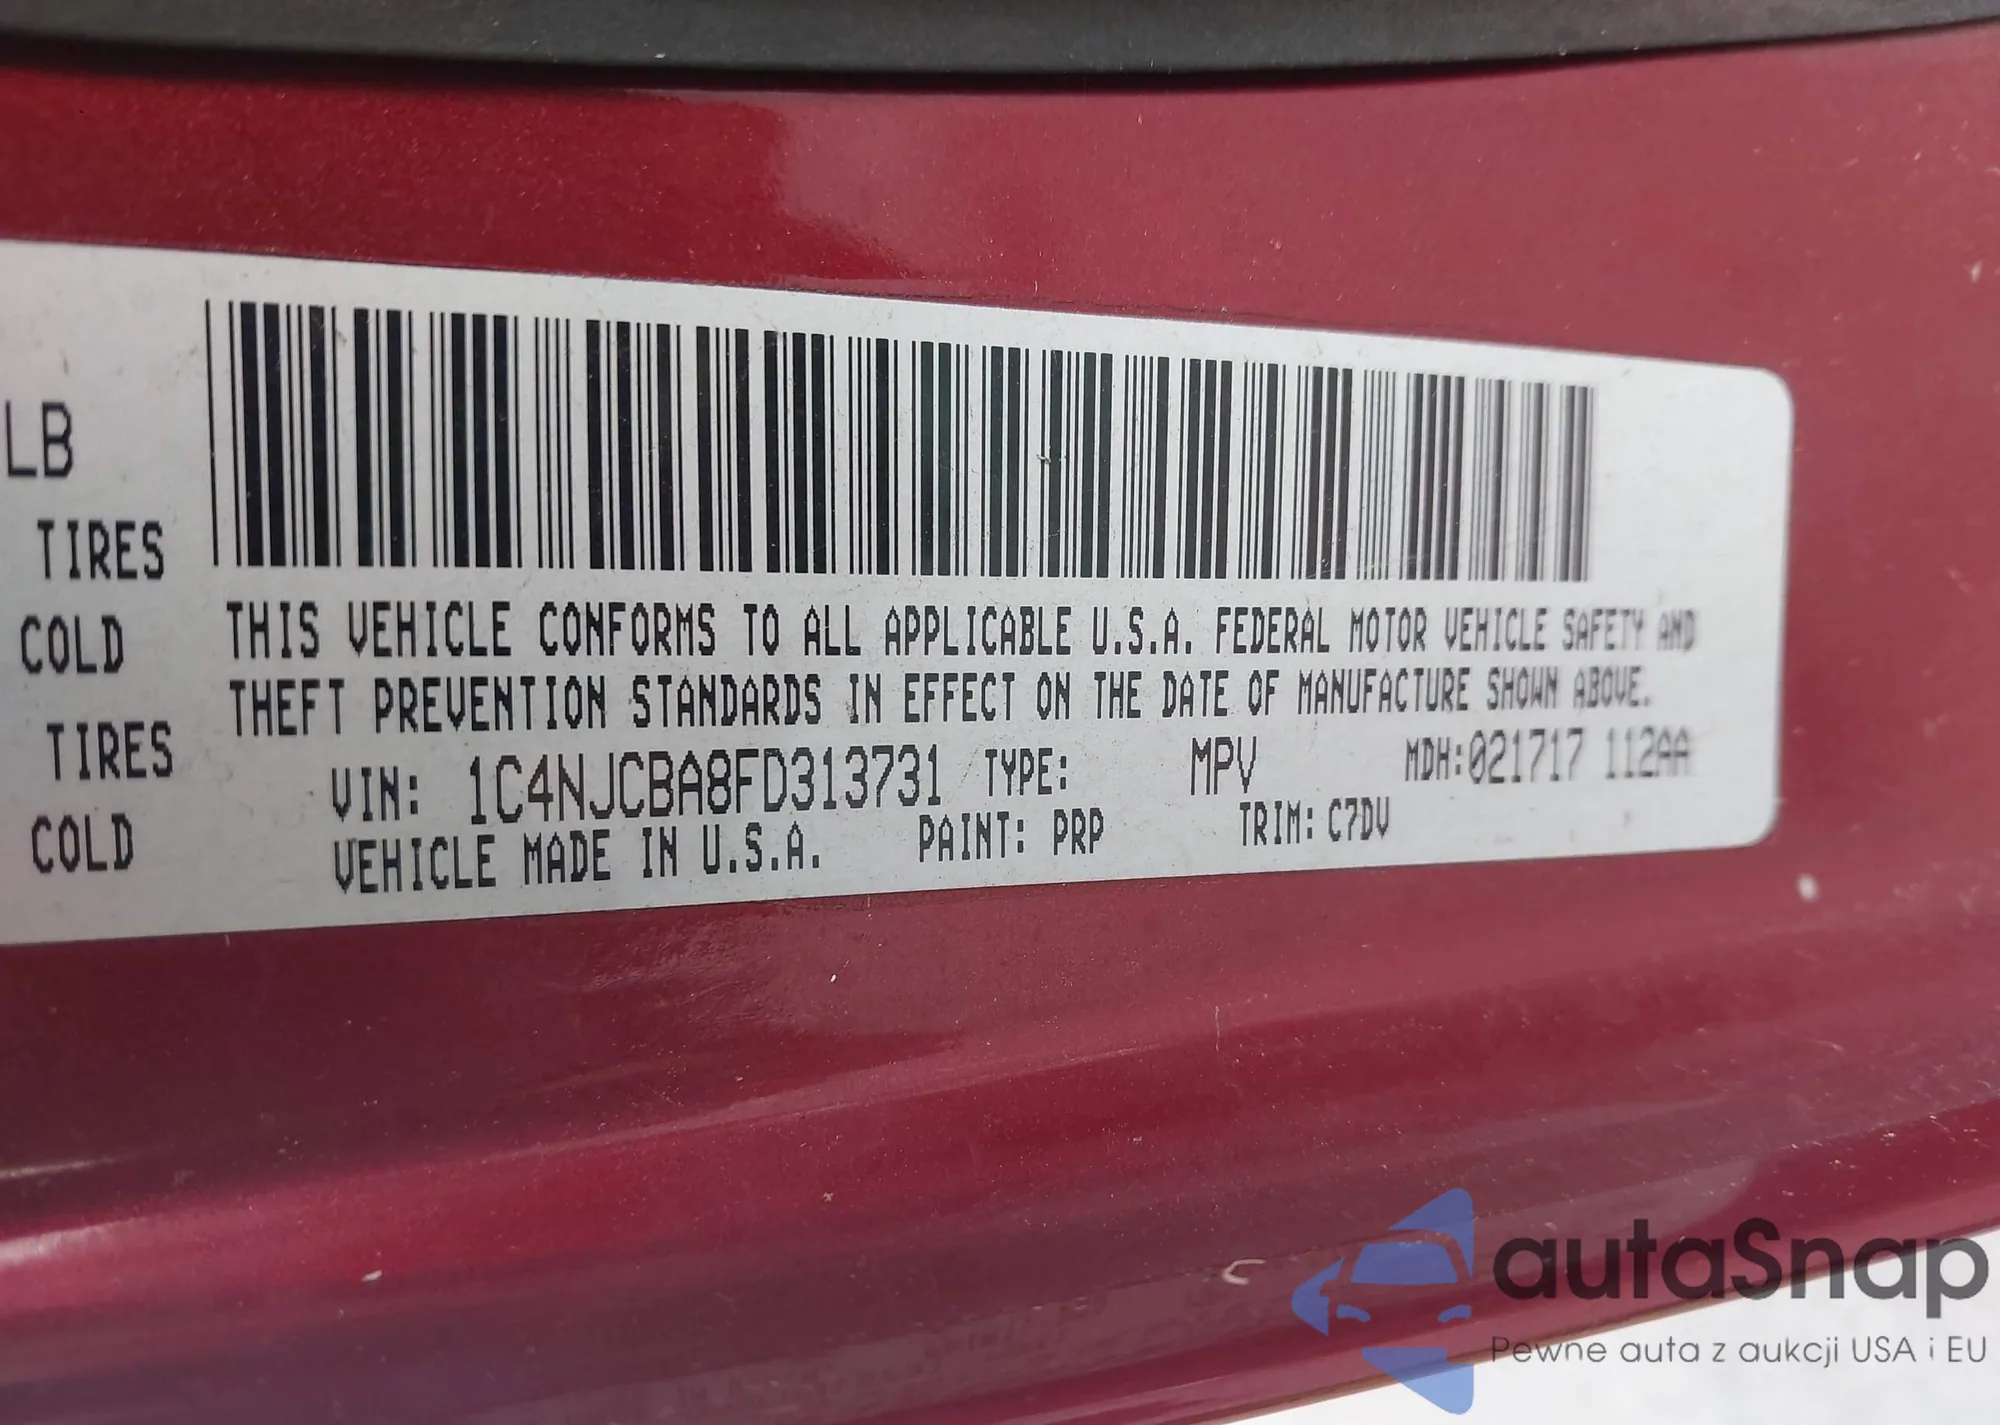 LB
TIRES
COLD
TIRES
COLD
THIS VEHICLE CONFORMS TO ALL APPLICABLE U.S.A. FEDERAL MOTOR VEHICLE SAFETY AND
THEFT PREVENTION STANDARDS IN EFFECT ON THE DATE OF MANUFACTURE SHOWN ABOVE.
VIN: 1C4NJCBA8FD313731 TYPE: MPV MDH:021717 112AA
VEHICLE MADE IN U.S.A. PAINT: PRP TRIM: C7DV
autaSnap
Pewne auta z aukcji USA i EU